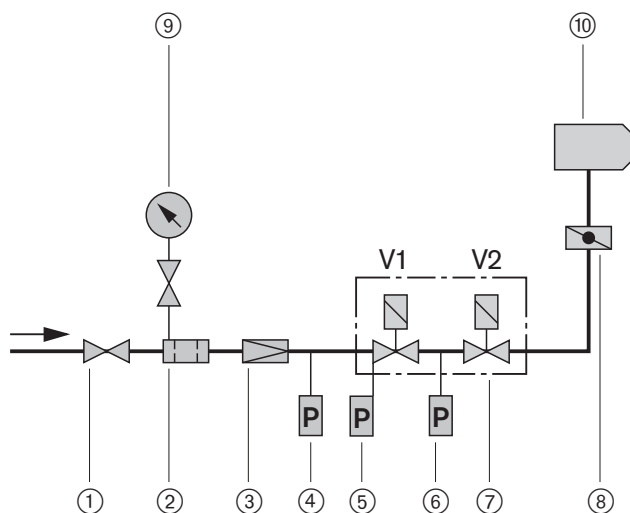 ⑨ ⑩
V1 V2
P P P
① ② ③ ④ ⑤ ⑥ ⑦ ⑧